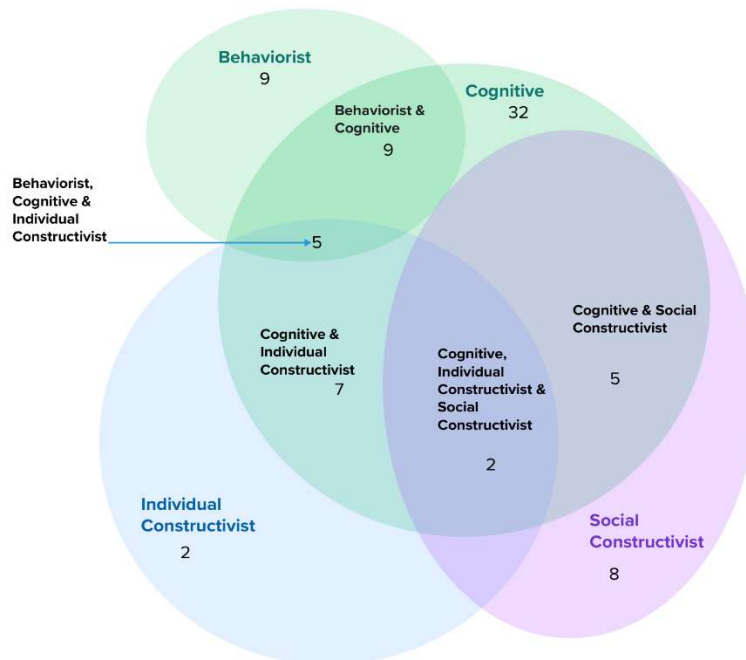 Behaviorist
9
Cognitive
32
Behaviorist &
Cognitive
9
Behaviorist,
Cognitive &
Individual
Constructivist
5
Cognitive &
Individual
Constructivist
7
Cognitive,
Individual
Constructivist &
Social
Constructivist
2
Cognitive & Social
Constructivist
5
Individual
Constructivist
2
Social
Constructivist
8